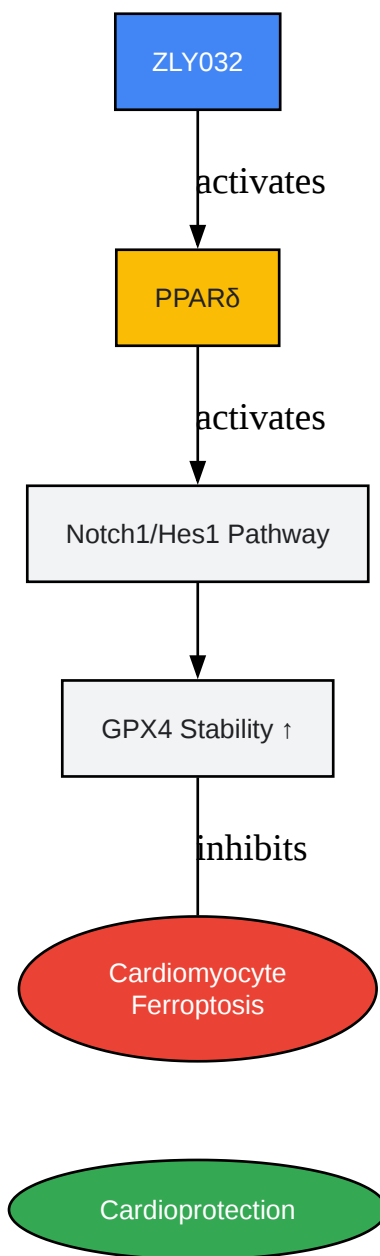 ZLY032
activates
PPARδ
activates
Notch1/Hes1 Pathway
GPX4 Stability ↑
inhibits
Cardiomyocyte
Ferroptosis
Cardioprotection